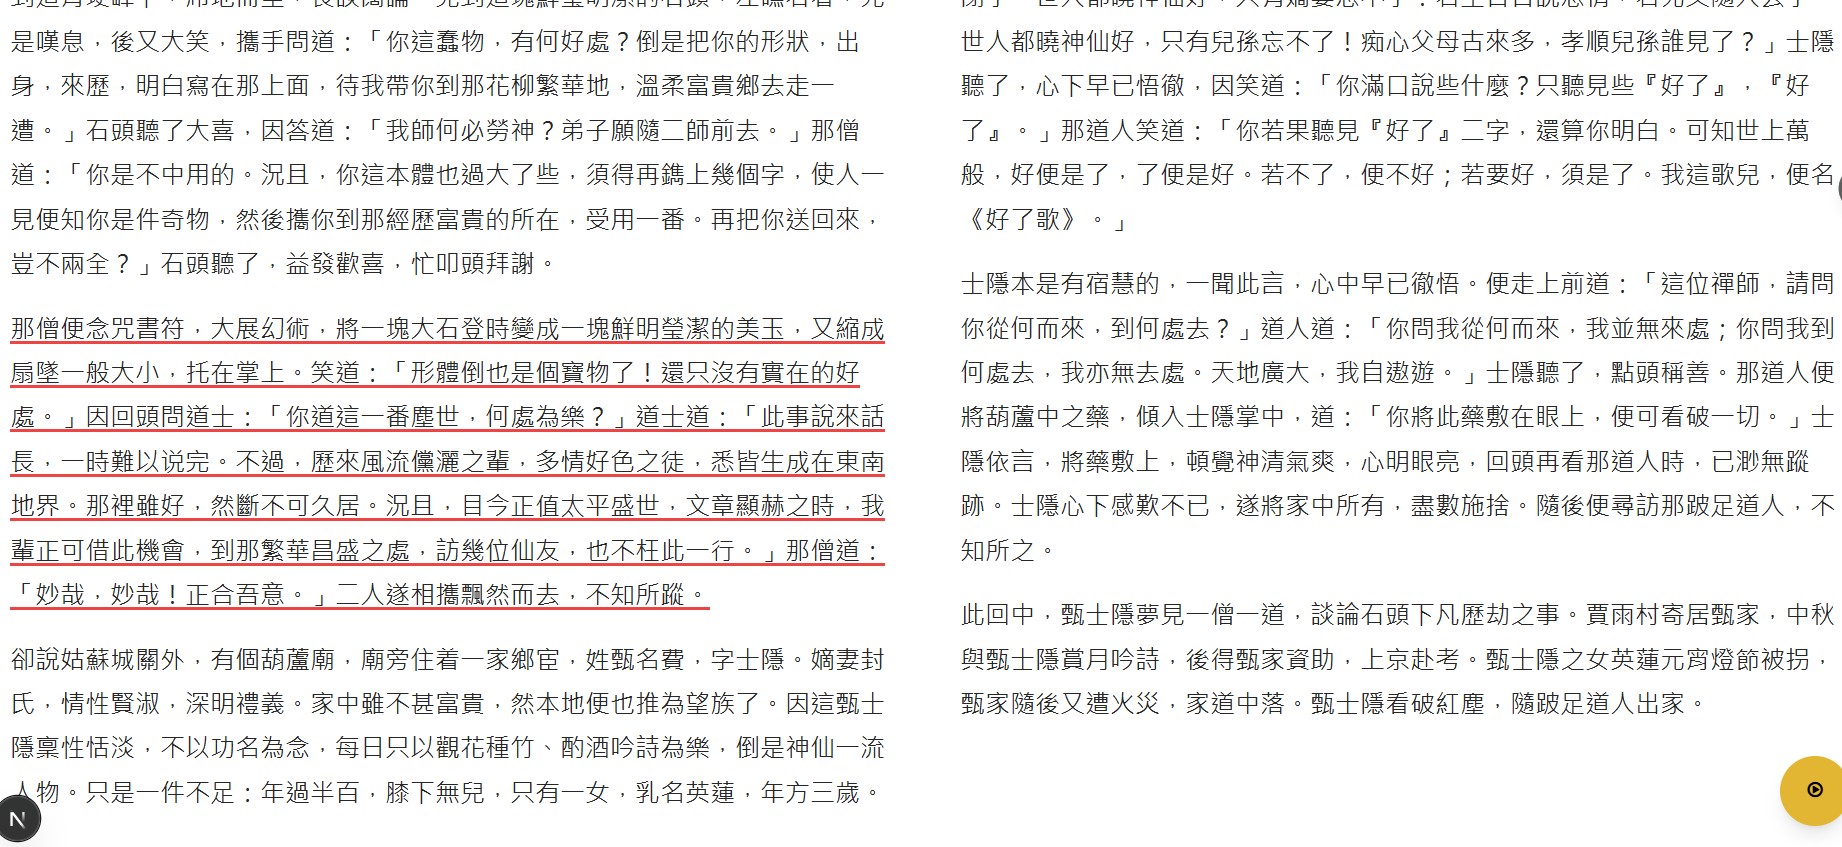 是嘆息，後又大笑，攜手問道：「你這蠢物，有何好處？倒是把你的形狀，出
身，來歷，明白寫在那上面，待我帶你到那花柳繁華地，溫柔富貴鄉去走一
遭。」石頭聽了大喜，因答道：「我師何必勞神？弟子願隨二師前去。」那僧
道：「你是不中用的。況且，你這本體也過大了些，須得再鐫上幾個字，使人一
見便知你是件奇物，然後攜你到那經歷富貴的所在，受用一番。再把你送回來，
豈不兩全？」石頭聽了，益發歡喜，忙叩頭拜謝。
那僧便念咒書符，大展幻術，將一塊大石登時變成一塊鮮明瑩潔的美玉，又縮成
扇墜一般大小，托在掌上。笑道：「形體倒也是個寶物了！還只沒有實在的好
處。」因回頭問道士：「你道這一番塵世，何處為樂？」道士道：「此事說來話
長，一時難以说完。不過，歷來風流儻灑之輩，多情好色之徒，悉皆生成在東南
地界。那裡雖好，然斷不可久居。況且，目今正值太平盛世，文章顯赫之時，我
輩正可借此機會，到那繁華昌盛之處，訪幾位仙友，也不枉此一行。」那僧道：
「妙哉，妙哉！正合吾意。」二人遂相攜飄然而去，不知所蹤。
卻說姑蘇城關外，有個葫蘆廟，廟旁住着一家鄉宦，姓甄名費，字士隱。嫡妻封
氏，情性賢淑，深明禮義。家中雖不甚富貴，然本地便也推為望族了。因這甄士
隱稟性恬淡，不以功名為念，每日只以觀花種竹、酌酒吟詩為樂，倒是神仙一流
人物。只是一件不足：年過半百，膝下無兒，只有一女，乳名英蓮，年方三歲。
N
世人都曉神仙好，只有兒孫忘不了！痴心父母古來多，孝順兒孫誰見了？」士隱
聽了，心下早已悟徹，因笑道：「你滿口說些什麼？只聽見些『好了』，『好
了』。」那道人笑道：「你若果聽見『好了』二字，還算你明白。可知世上萬
般，好便是了，了便是好。若不了，便不好；若要好，須是了。我這歌兒，便名
《好了歌》。」
士隱本是有宿慧的，一聞此言，心中早已徹悟。便走上前道：「這位禪師，請問
你從何而來，到何處去？」道人道：「你問我從何而來，我並無來處；你問我到
何處去，我亦無去處。天地廣大，我自遨遊。」士隱聽了，點頭稱善。那道人便
將葫蘆中之藥，傾入士隱掌中，道：「你將此藥敷在眼上，便可看破一切。」士
隱依言，將藥敷上，頓覺神清氣爽，心明眼亮，回頭再看那道人時，已渺無蹤
跡。士隱心下感歎不已，遂將家中所有，盡數施捨。隨後便尋訪那跛足道人，不
知所之。
此回中，甄士隱夢見一僧一道，談論石頭下凡歷劫之事。賈雨村寄居甄家，中秋
與甄士隱賞月吟詩，後得甄家資助，上京赴考。甄士隱之女英蓮元宵燈節被拐，
甄家隨後又遭火災，家道中落。甄士隱看破紅塵，隨跛足道人出家。